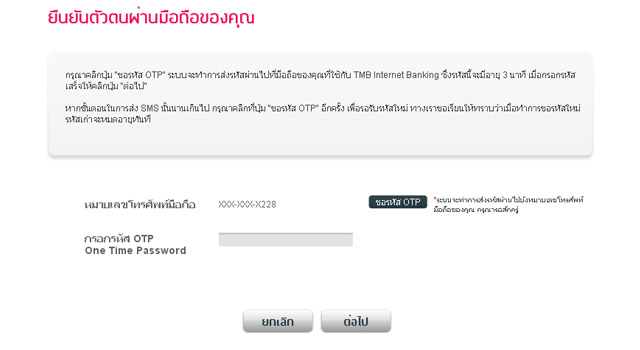 ยืนยันตัวตนผ่านมือถือของคุณ
กรุณาคลิกปุ่ม "ขอรหัส OTP" ระบบจะทำการส่งรหัสผ่านไปที่มือถือของคุณที่ใช้กับ TMB Internet Banking ซึ่งรหัสนี้จะมีอายุ 3 นาที เมื่อกรอกรหัส
เสร็จให้คลิกปุ่ม "ต่อไป"
หากขั้นตอนในการส่ง SMS นั้นนานเกินไป กรุณาคลิกที่ปุ่ม "ขอรหัส OTP" อีกครั้ง เพื่อรอรับรหัสใหม่ ทางเราขอเรียนให้ทราบว่าเมื่อทำการขอรหัสใหม่
รหัสเก่าจะหมดอายุทันที
หมายเลขโทรศัพท์มือถือ XXX-XXX-X228 ขอรหัส OTP *ระบบจะทำการส่งรหัสผ่านไปยังหมายเลขโทรศัพท์
มือถือของคุณ กรุณารอสักครู่
กรอกรหัส OTP
One Time Password
ยกเลิก ต่อไป